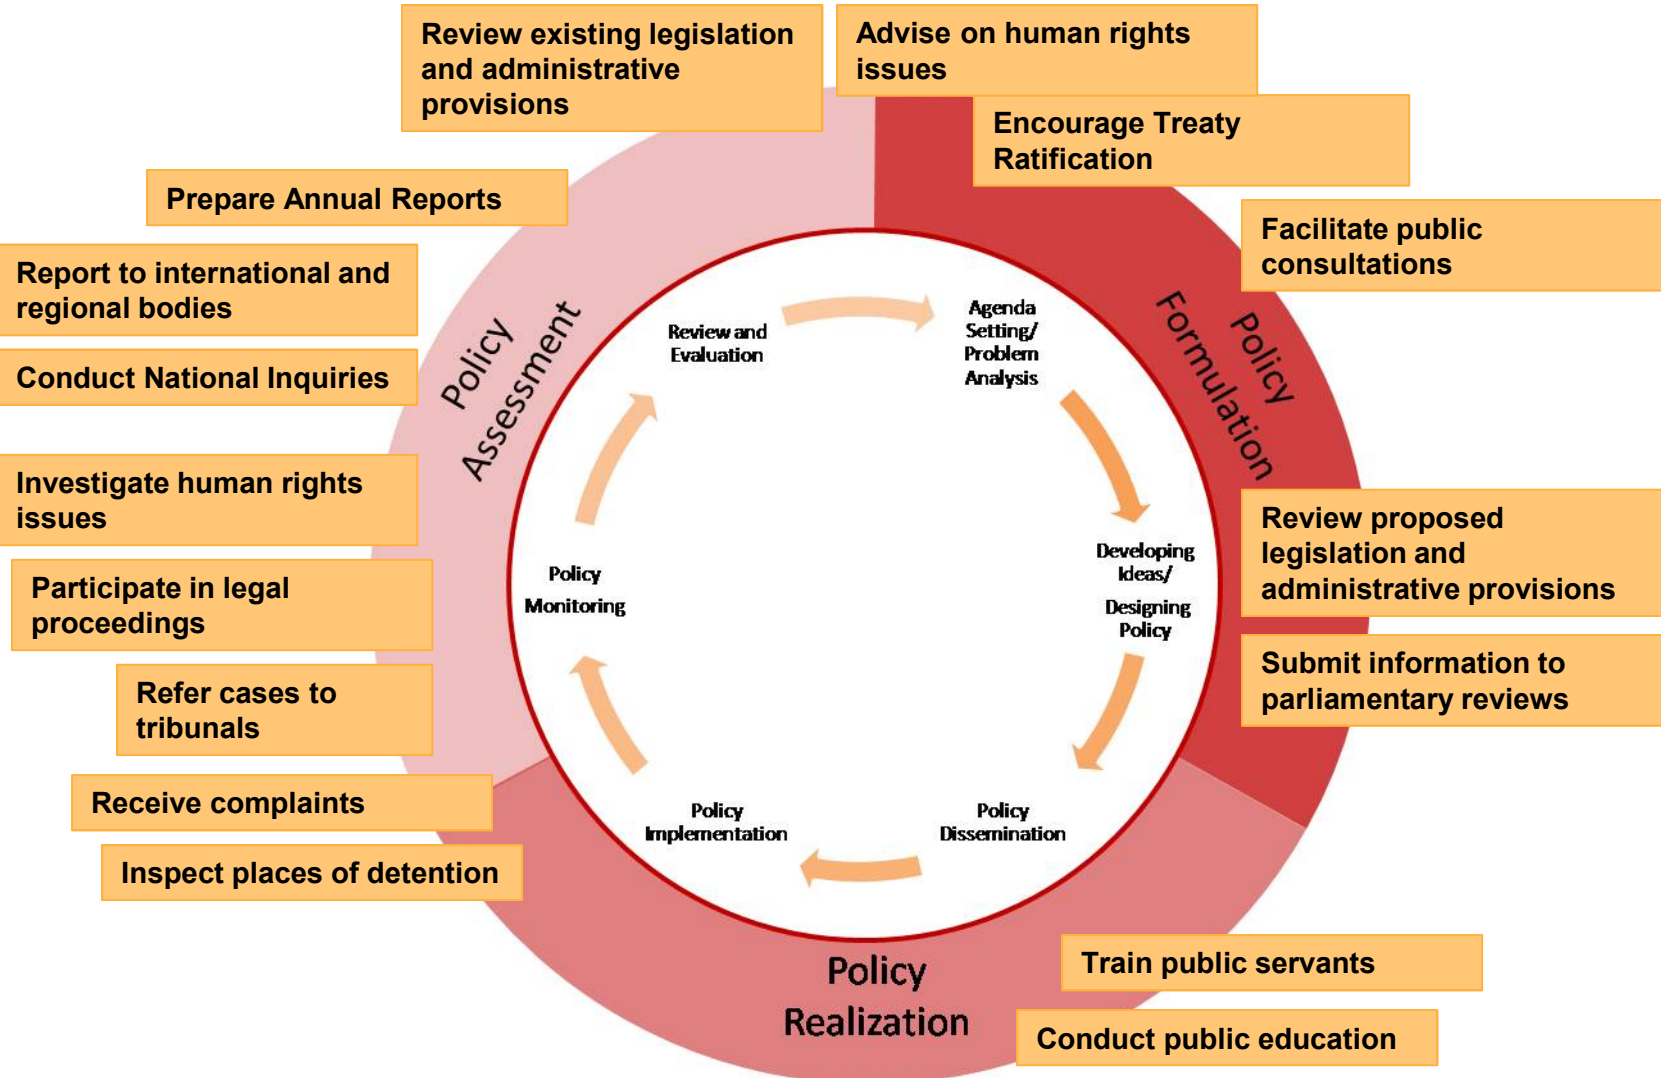 Review existing legislation
and administrative
provisions
Advise on human rights
issues
Encourage Treaty
Ratification
Prepare Annual Reports
Facilitate public
consultations
Report to international and
regional bodies
Conduct National Inquiries
Investigate human rights
issues
Participate in legal
proceedings
Refer cases to
tribunals
Receive complaints
Inspect places of detention
Review proposed
legislation and
administrative provisions
Submit information to
parliamentary reviews
Train public servants
Conduct public education
Policy
Assessment
Policy
Formulation
Policy
Realization
Review and
Evaluation
Agenda
Setting/
Problem
Analysis
Developing
Ideas/
Designing
Policy
Policy
Dissemination
Policy
Implementation
Policy
Monitoring